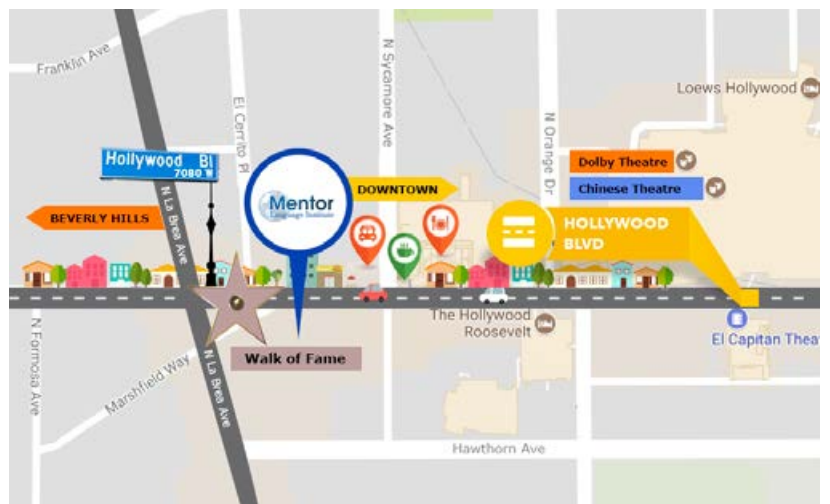 Franklin Ave
N Sycamore Ave
El Cerrito Pl
N Orange Dr
Loews Hollywood
Hollywood Bl
7080 W
Dolby Theatre
Chinese Theatre
Mentor
Language Institute
DOWNTOWN
BEVERLY HILLS
N La Brea Ave
HOLLYWOOD
BLVD
The Hollywood
Roosevelt
El Capitan Thea
N Formosa Ave
Marshfield Way
N La Brea Ave
Walk of Fame
Hawthorn Ave